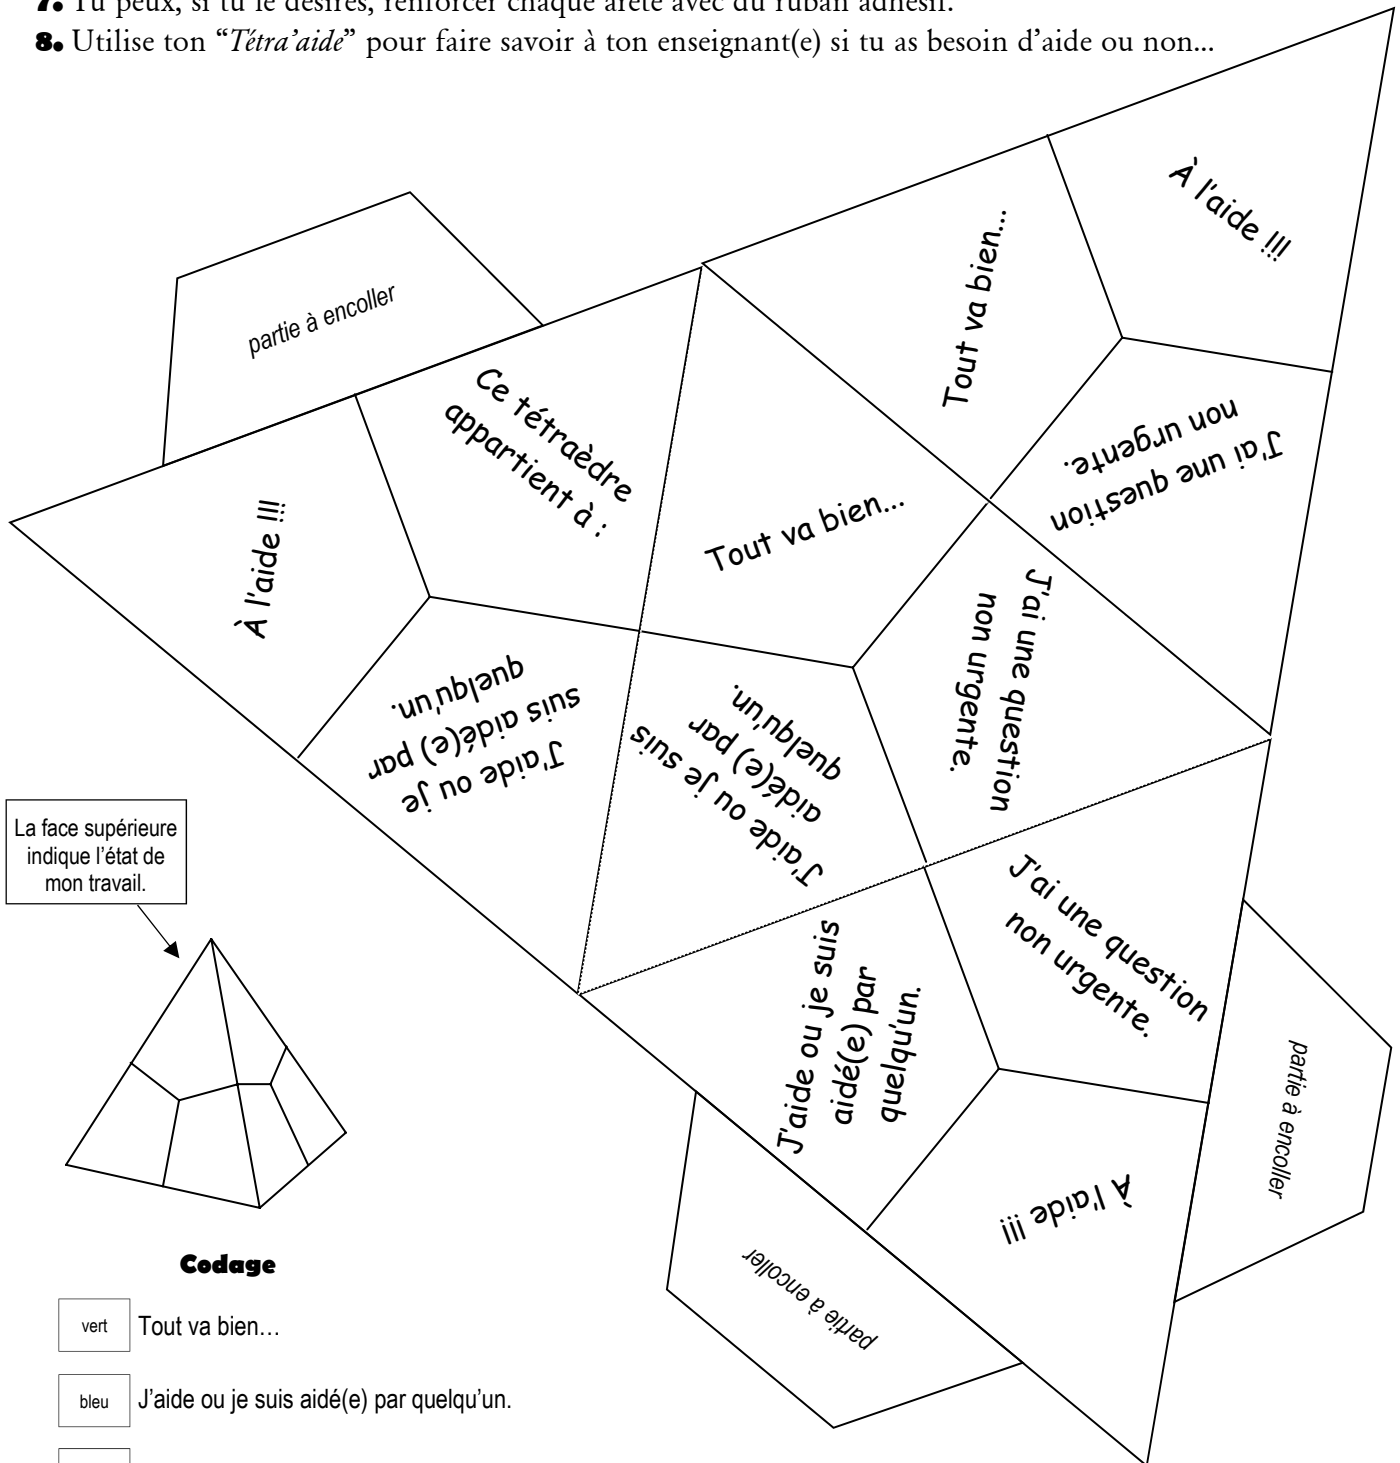 7. Tu peux, si tu le désires, renforcer chaque arête avec du ruban adhésif.
8. Utilise ton “Tétra’aide” pour faire savoir à ton enseignant(e) si tu as besoin d’aide ou non...
À l'aide !!!
Tout va bien...
partie à encoller
J'ai une question
non urgente.
Ce tétraèdre
appartient à :
Tout va bien...
À l'aide !!!
J'ai une question
non urgente.
J'aide ou je
suis aidé(e) par
quelqu'un.
J'aide ou je suis
aidé(e) par
quelqu'un.
La face supérieure
indique l’état de
mon travail.
J'ai une question
non urgente.
J'aide ou je suis
aidé(e) par
quelqu'un.
partie à encoller
À l'aide !!!
partie à encoller
Codage
vert Tout va bien…
bleu J’aide ou je suis aidé(e) par quelqu’un.